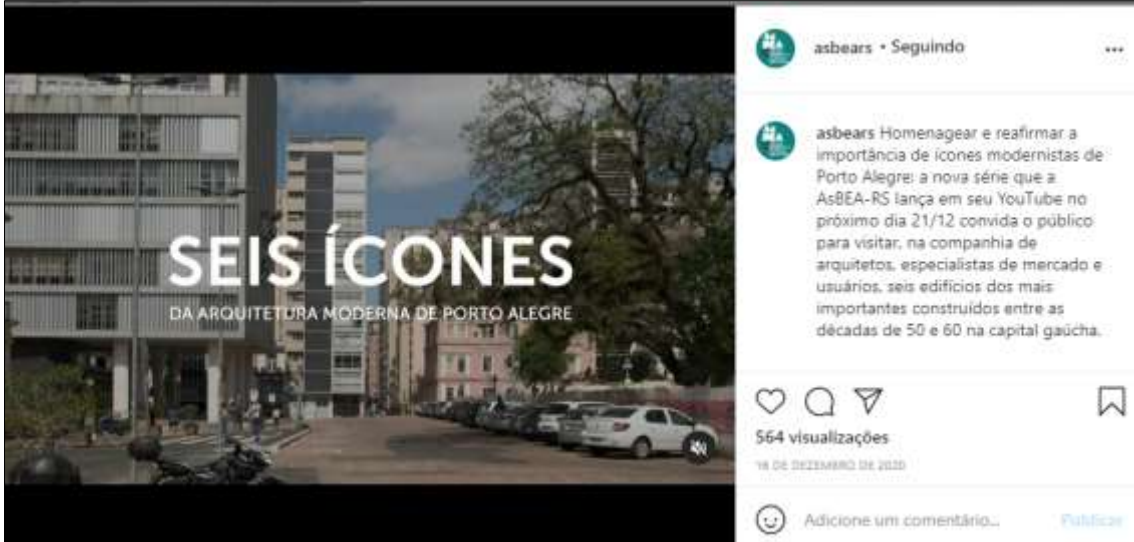 asbears • Seguindo
SEIS ÍCONES
DA ARQUITETURA MODERNA DE PORTO ALEGRE
asbears Homenagear e reafirmar a
importância de ícones modernistas de
Porto Alegre: a nova série que a
AsBEA-RS lança em seu YouTube no
próximo dia 21/12 convida o público
para visitar, na companhia de
arquitetos, especialistas de mercado e
usuários, seis edifícios dos mais
importantes construídos entre as
décadas de 50 e 60 na capital gaúcha.
564 visualizações
DE DEZEMBRO DE 2020
Adicione um comentário...
Publicar